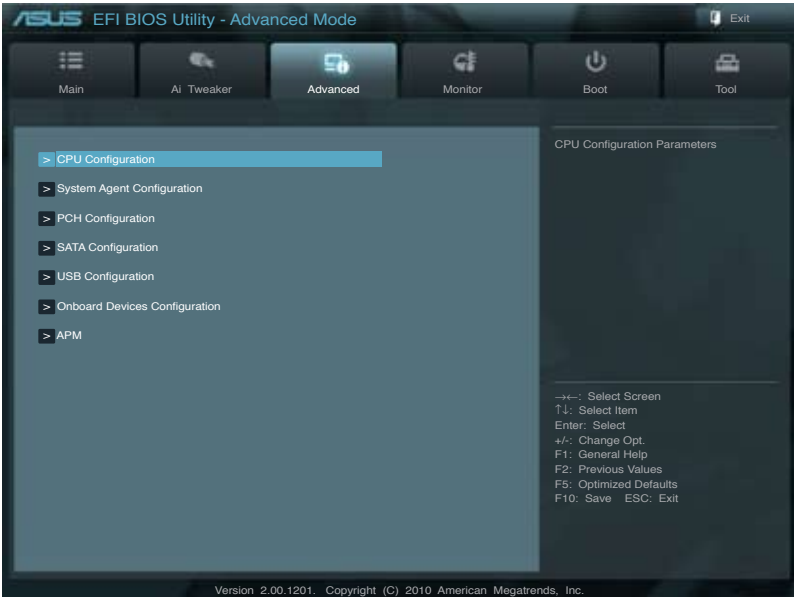 ASUS EFI BIOS Utility - Advanced Mode
Exit
Main
Ai Tweaker
Advanced
Monitor
Boot
Tool
> CPU Configuration
> System Agent Configuration
> PCH Configuration
> SATA Configuration
> USB Configuration
> Onboard Devices Configuration
> APM
CPU Configuration Parameters
→←: Select Screen
↑↓: Select Item
Enter: Select
+/-: Change Opt.
F1: General Help
F2: Previous Values
F5: Optimized Defaults
F10: Save ESC: Exit
Version 2.00.1201. Copyright (C) 2010 American Megatrends, Inc.